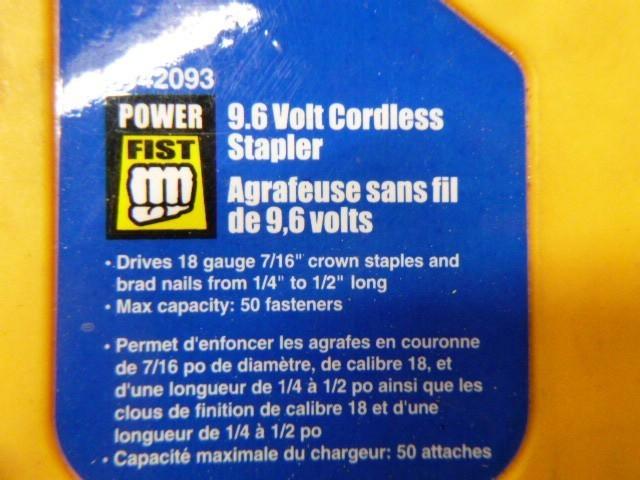 42093
POWER
FIST
9.6 Volt Cordless
Stapler
Agrafeuse sans fil
de 9,6 volts
• Drives 18 gauge 7/16" crown staples and
brad nails from 1/4" to 1/2" long
• Max capacity: 50 fasteners
• Permet d'enfoncer les agrafes en couronne
de 7/16 po de diamètre, de calibre 18, et
d'une longueur de 1/4 à 1/2 po ainsi que les
clous de finition de calibre 18 et d'une
longueur de 1/4 à 1/2 po
• Capacité maximale du chargeur: 50 attaches